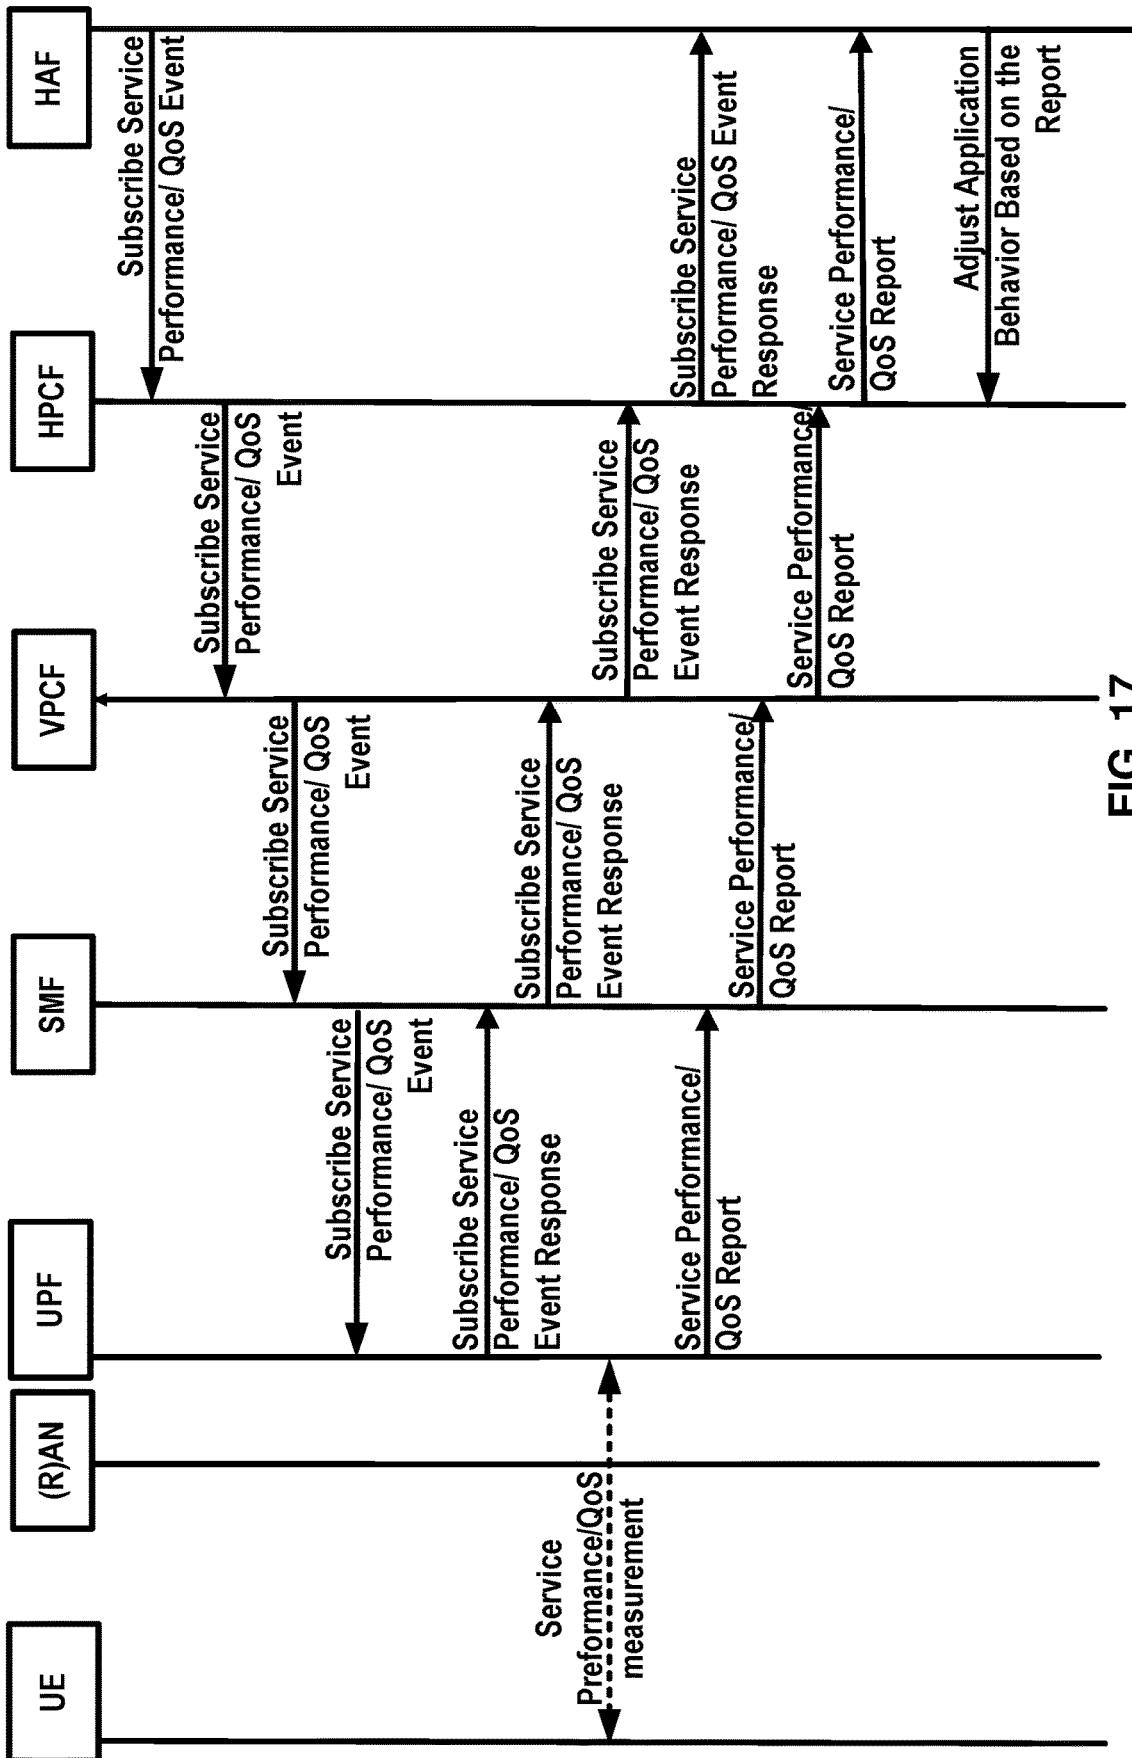 UE
(R)AN
UPF
SMF
VPCF
HPCF
HAF
Subscribe Service
Performance/ QoS Event
Subscribe Service
Performance/ QoS
Event
Subscribe Service
Performance/ QoS
Event
Subscribe Service
Performance/ QoS
Event
Subscribe Service
Performance/ QoS
Event Response
Subscribe Service
Performance/ QoS
Event Response
Service
Preformance/QoS
measurement
Subscribe Service
Performance/ QoS
Event Response
Subscribe Service
Performance/ QoS Event
Response
Service Performance/
QoS Report
Service Performance/
QoS Report
Service Performance/
QoS Report
Service Performance/
QoS Report
Adjust Application
Behavior Based on the
Report
FIG. 17